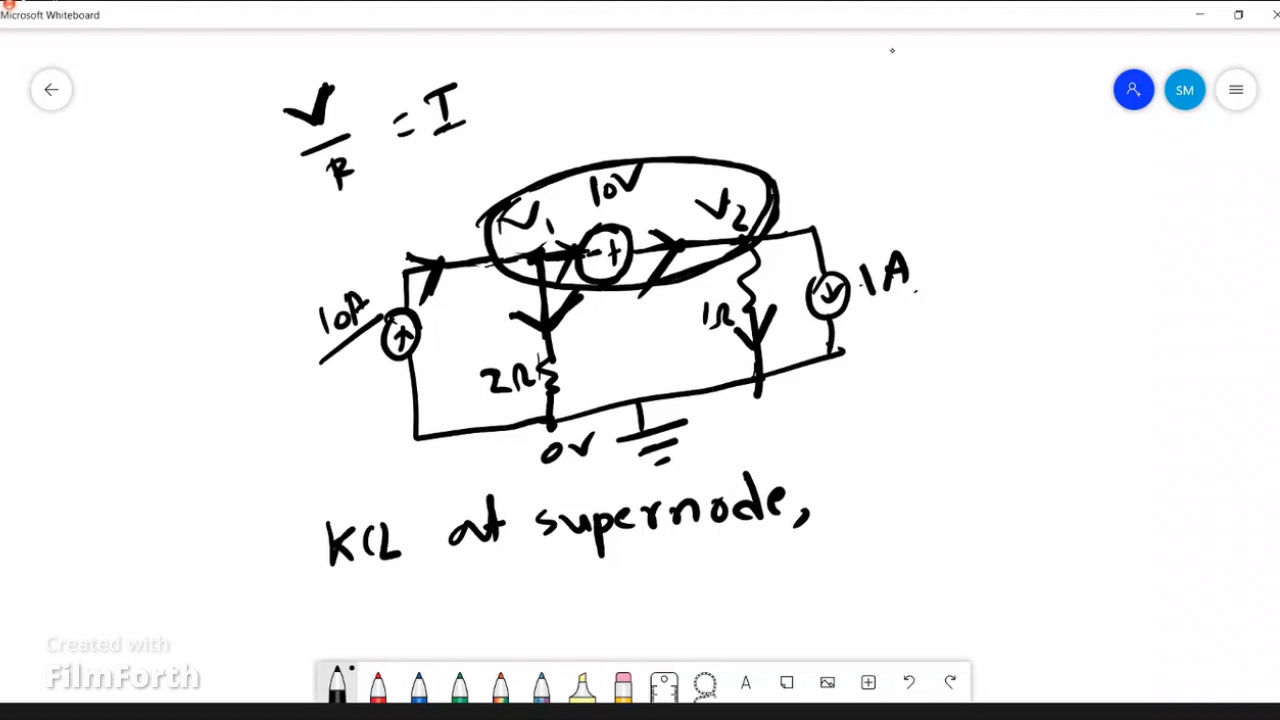 Microsoft Whiteboard
SM
V
/ R = I
10V
V1
V2
10A
2Ω
1Ω
1A
0V
KCL at supernode,
Created with
FilmForth
A